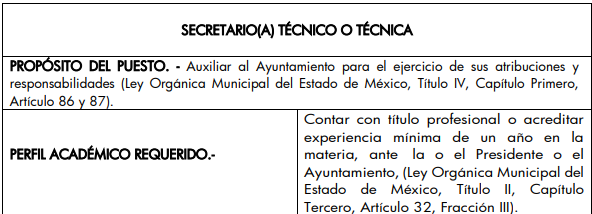 SECRETARIO(A) TÉCNICO O TÉCNICA
PROPÓSITO DEL PUESTO. - Auxiliar al Ayuntamiento para el ejercicio de sus atribuciones y
responsabilidades (Ley Orgánica Municipal del Estado de México, Título IV, Capítulo Primero,
Artículo 86 y 87).
PERFIL ACADÉMICO REQUERIDO.-
Contar con título profesional o acreditar
experiencia mínima de un año en la
materia, ante la o el Presidente o el
Ayuntamiento, (Ley Orgánica Municipal del
Estado de México, Título II, Capítulo
Tercero, Artículo 32, Fracción III).